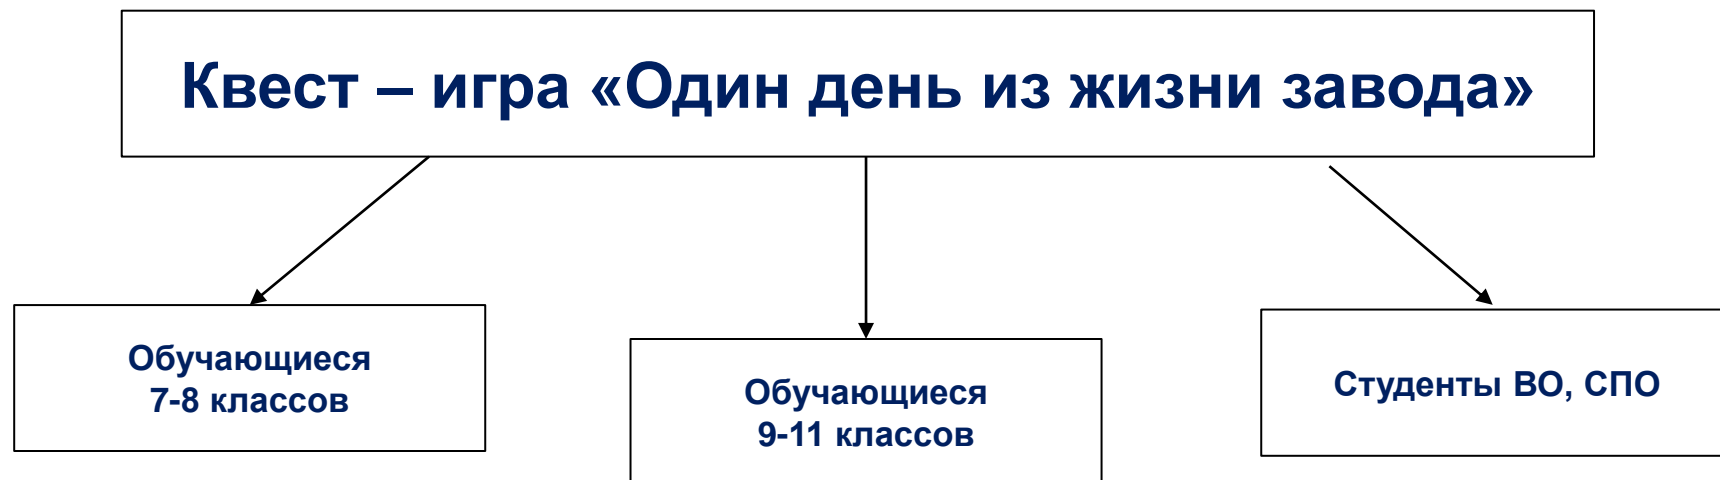 Квест – игра «Один день из жизни завода»
Обучающиеся
7-8 классов
Обучающиеся
9-11 классов
Студенты ВО, СПО